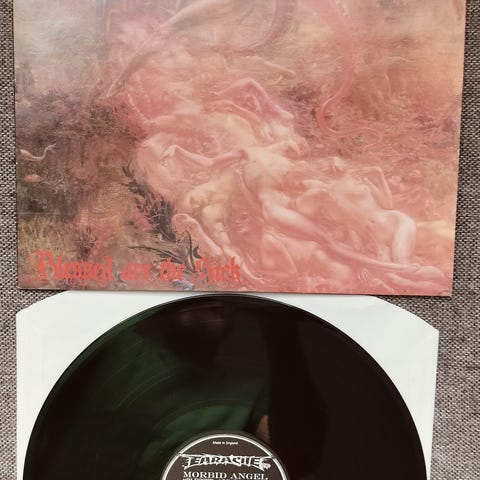 Blessed are the Sick
Made in England
EARACHE
MORBID ANGEL